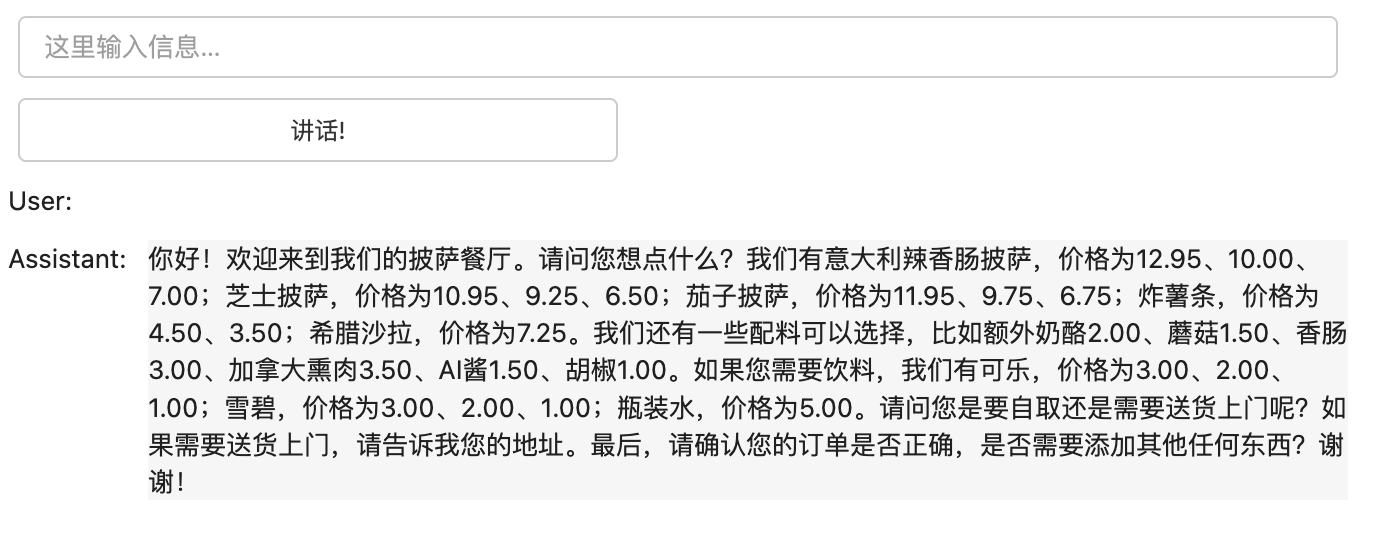 这里输入信息...
讲话!
User:
Assistant: 你好！欢迎来到我们的披萨餐厅。请问您想点什么？我们有意大利辣香肠披萨，价格为12.95、10.00、
7.00；芝士披萨，价格为10.95、9.25、6.50；茄子披萨，价格为11.95、9.75、6.75；炸薯条，价格为
4.50、3.50；希腊沙拉，价格为7.25。我们还有一些配料可以选择，比如额外奶酪2.00、蘑菇1.50、香肠
3.00、加拿大熏肉3.50、AI酱1.50、胡椒1.00。如果您需要饮料，我们有可乐，价格为3.00、2.00、
1.00；雪碧，价格为3.00、2.00、1.00；瓶装水，价格为5.00。请问您是要自取还是需要送货上门呢？如
果需要送货上门，请告诉我您的地址。最后，请确认您的订单是否正确，是否需要添加其他任何东西？谢
谢！